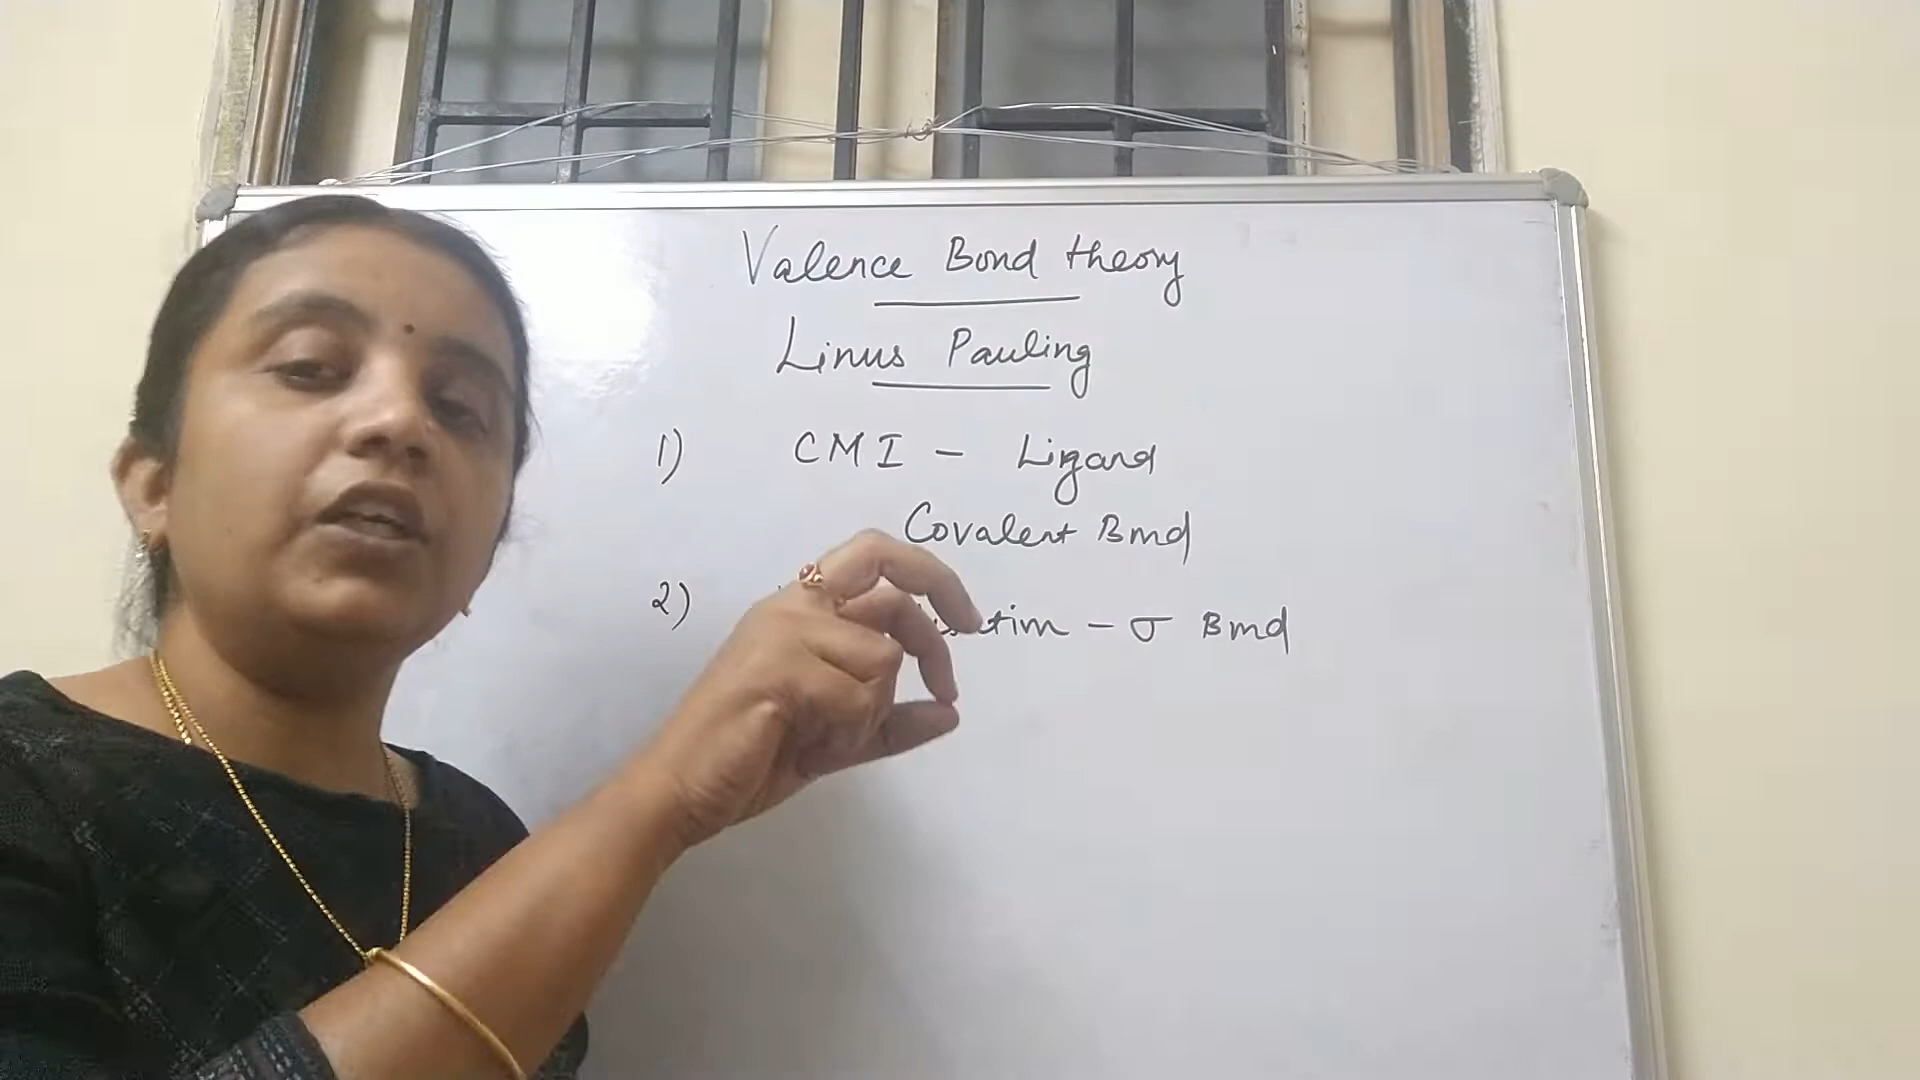 Valence Bond theory
Linus Pauling
1) CMI - Ligand
Covalent Bond
2) - σ Bond